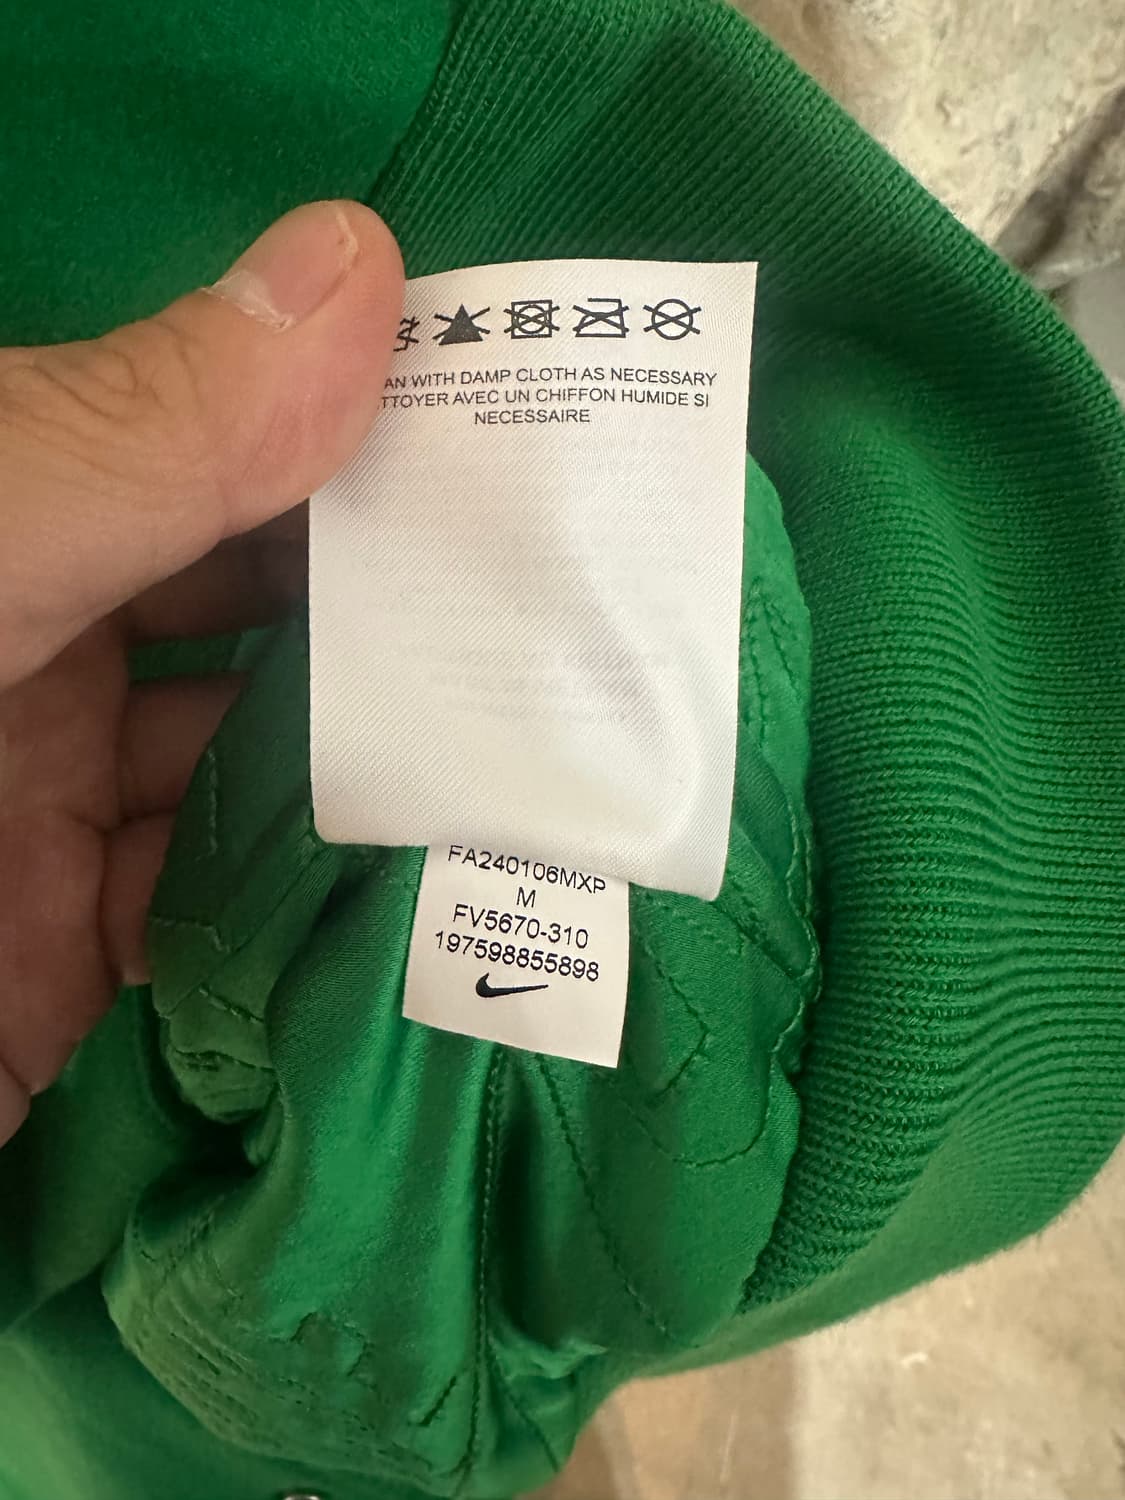 AN WITH DAMP CLOTH AS NECESSARY
TTOYER AVEC UN CHIFFON HUMIDE SI
NECESSAIRE
FA240106MXP
M
FV5670-310
197598855898